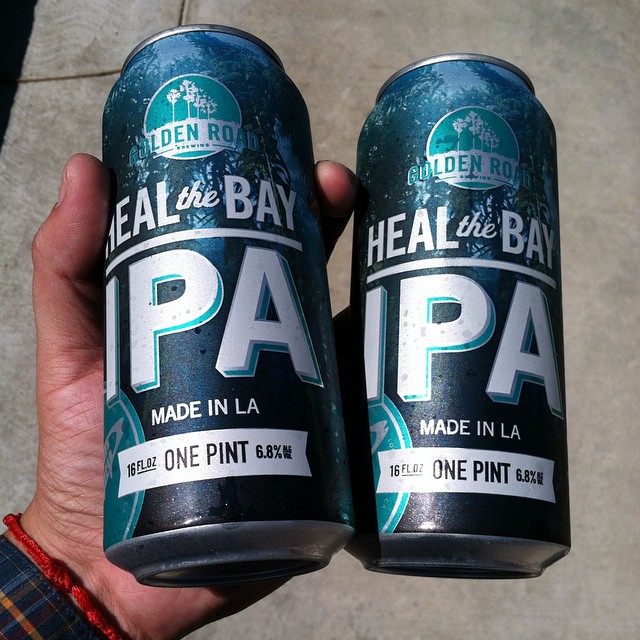 GOLDEN ROAD
BREWING
HEAL the BAY
IPA
MADE IN LA
16 FL.OZ ONE PINT 6.8% ALC. VOL.
GOLDEN ROAD
BREWING
HEAL the BAY
IPA
MADE IN LA
16 FL.OZ ONE PINT 6.8% ALC. VOL.